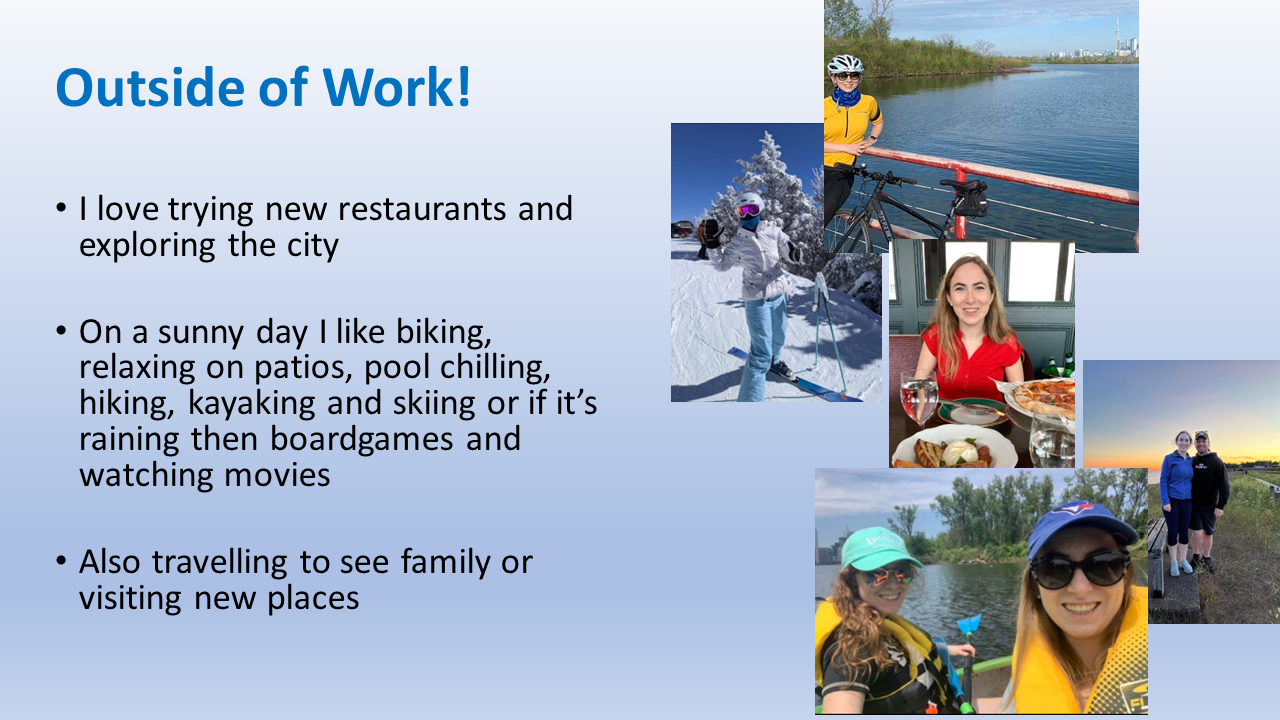 Outside of Work!
• I love trying new restaurants and
exploring the city
• On a sunny day I like biking,
relaxing on patios, pool chilling,
hiking, kayaking and skiing or if it’s
raining then boardgames and
watching movies
• Also travelling to see family or
visiting new places